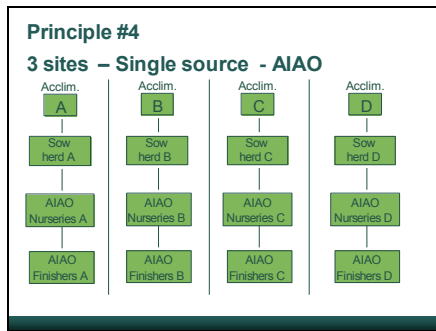 Principle #4
3 sites – Single source - AIAO
Acclim. Acclim. Acclim. Acclim.
A B C D
Sow Sow Sow Sow
herd A herd B herd C herd D
AIAO AIAO AIAO AIAO
Nurseries A Nurseries B Nurseries C Nurseries D
AIAO AIAO AIAO AIAO
Finishers A Finishers B Finishers C Finishers D